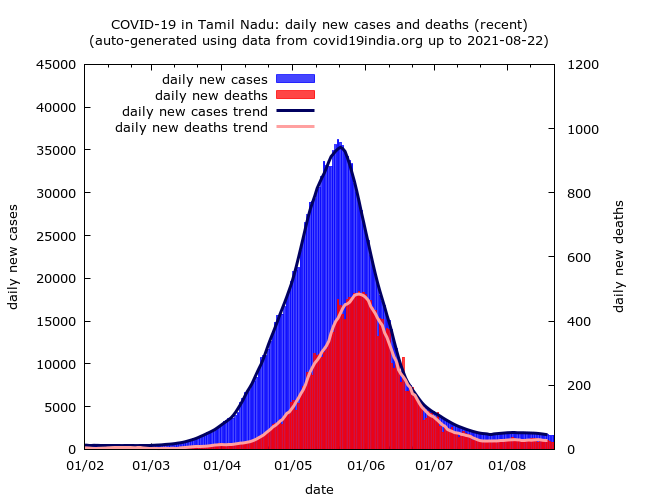 COVID-19 in Tamil Nadu: daily new cases and deaths (recent)
(auto-generated using data from covid19india.org up to 2021-08-22)
daily new cases
daily new deaths
daily new cases trend
daily new deaths trend
45000
40000
35000
30000
25000
20000
15000
10000
5000
0
daily new cases
1200
1000
800
600
400
200
0
daily new deaths
01/02 01/03 01/04 01/05 01/06 01/07 01/08
date